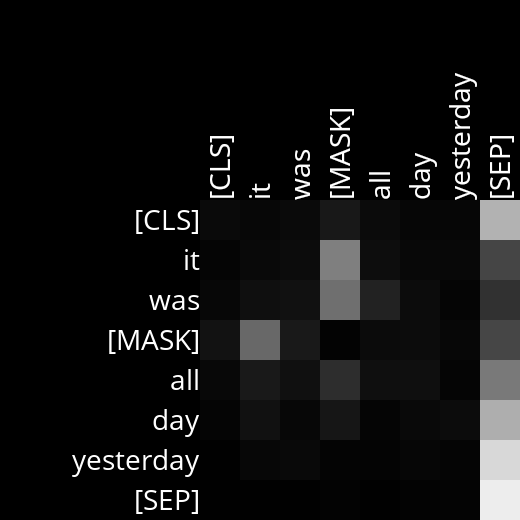 [CLS]
it
was
[MASK]
all
day
yesterday
[SEP]
[CLS]
it
was
[MASK]
all
day
yesterday
[SEP]